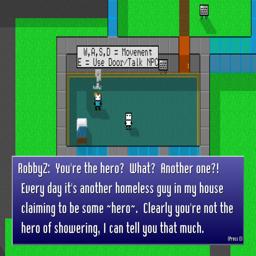 W,A,S,D = Movement
E = Use Door/Talk NPC
RobbyZ: You're the hero? What? Another one?!
Every day it's another homeless guy in my house
claiming to be some ~hero~. Clearly you're not the
hero of showering, I can tell you that much.
(Press E)